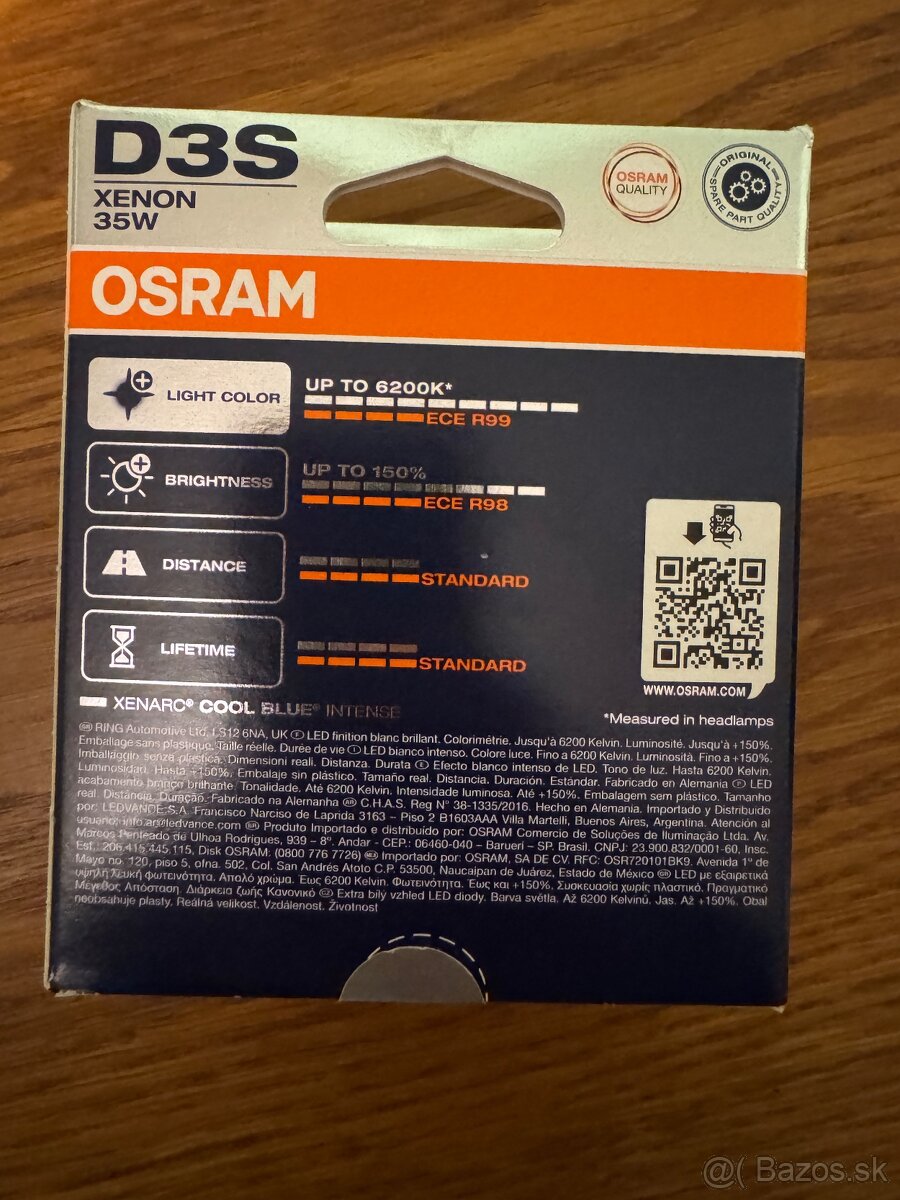 D3S
XENON
35W
OSRAM
QUALITY
ORIGINAL
SPARE PART QUALITY
OSRAM
LIGHT COLOR
UP TO 6200K*
ECE R99
BRIGHTNESS
UP TO 150%
ECE R98
DISTANCE
STANDARD
LIFETIME
STANDARD
WWW.OSRAM.COM
XENARC® COOL BLUE® INTENSE
*Measured in headlamps
RING Automotive Ltd, LS12 6NA, UK LED finition blanc brillant. Colorimétrie. Jusqu'à 6200 Kelvin. Luminosité. Jusqu'à +150%.
Emballage sans plastique. Taille réelle. Durée de vie LED bianco intenso. Colore luce. Fino a 6200 Kelvin. Luminosità. Fino a +150%.
Imballaggio senza plastica. Dimensioni reali. Distanza. Durata Efecto blanco intenso de LED. Tono de luz. Hasta 6200 Kelvin.
Luminosidad. Hasta +150%. Embalaje sin plástico. Tamaño real. Distancia. Duración. Estándar. Fabricado en Alemania LED
acabamento branco brilhante. Tonalidade. Até 6200 Kelvin. Intensidade luminosa. Até +150%. Embalagem sem plástico. Tamanho
real. Distância. Duração. Fabricado na Alemanha C.H.A.S. Reg N° 38-1335/2016. Hecho en Alemania. Importado y Distribuido
por: LEDVANCE S.A. Francisco Narciso de Laprida 3163 – Piso 2 B1603AAA Villa Martelli, Buenos Aires, Argentina. Atención al
usuario: info.ar@ledvance.com Produto Importado e distribuído por: OSRAM Comercio de Soluções de Iluminação Ltda. Av.
Marcos Penteado de Ulhoa Rodrigues, 939 – 8º. Andar - CEP.: 06460-040 – Barueri – SP. Brasil. CNPJ: 23.900.832/0001-60, Insc.
Est.: 206.415.445.115, Disk OSRAM: (0800 776 7726) Importado por: OSRAM, SA DE CV. RFC: OSR720101BK9. Avenida 1º de
Mayo no. 120, piso 5, ofna. 502, Col. San Andrés Atoto C.P. 53500, Naucalpan de Juárez, Estado de México LED με εξαιρετικά
υψηλή λευκή φωτεινότητα. Απαλό χρώμα. Έως 6200 Kelvin. Φωτεινότητα. Έως και +150%. Συσκευασία χωρίς πλαστικό. Πραγματικό
Μέγεθος Απόσταση. Διάρκεια ζωής Κανονικό Extra bílý vzhled LED diody. Barva světla. Až 6200 Kelvinů. Jas. Až +150%. Obal
neobsahuje plasty. Reálná velikost. Vzdálenost. Životnost
@( Bazos.sk